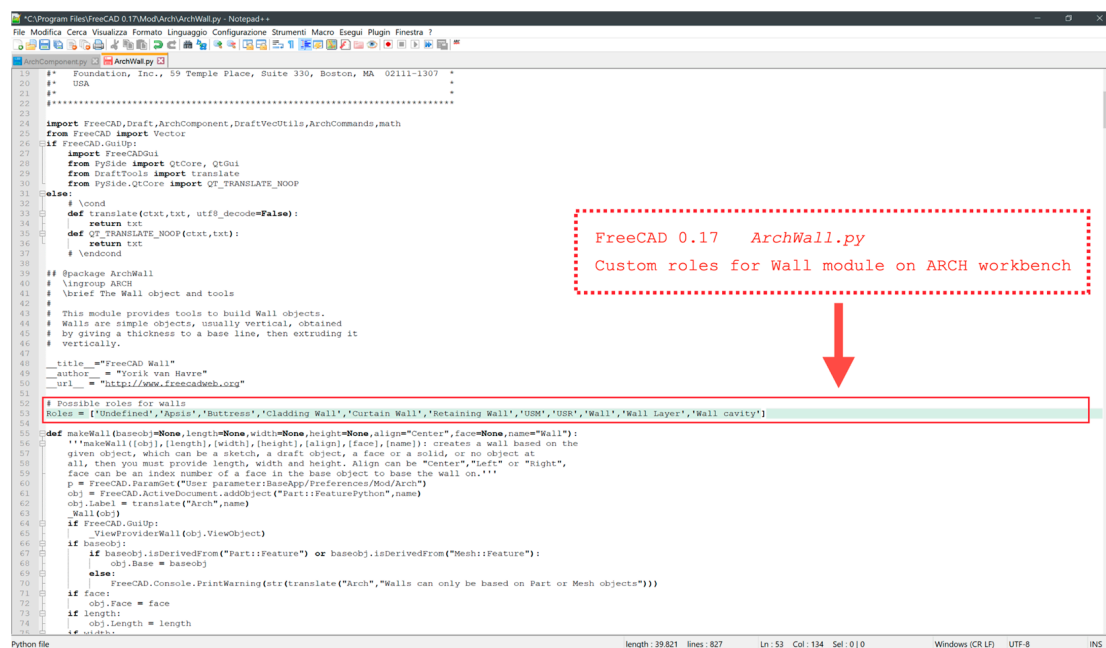 *C:\Program Files\FreeCAD 0.17\Mod\Arch\ArchWall.py - Notepad++
File Modifica Cerca Visualizza Formato Linguaggio Configurazione Strumenti Macro Esegui Plugin Finestra ?
ArchComponent.py ArchWall.py
19 #* Foundation, Inc., 59 Temple Place, Suite 330, Boston, MA 02111-1307 *
20 #* USA *
21 #* *
22 #***************************************************************************
23
24 import FreeCAD,Draft,ArchComponent,DraftVecUtils,ArchCommands,math
25 from FreeCAD import Vector
26 if FreeCAD.GuiUp:
27 import FreeCADGui
28 from PySide import QtCore, QtGui
29 from DraftTools import translate
30 from PySide.QtCore import QT_TRANSLATE_NOOP
31 else:
32 # \cond
33 def translate(ctxt,txt, utf8_decode=False):
34 return txt
35 def QT_TRANSLATE_NOOP(ctxt,txt):
36 return txt
37 # \endcond
38
39 ## @package ArchWall
40 # \ingroup ARCH
41 # \brief The Wall object and tools
42 #
43 # This module provides tools to build Wall objects.
44 # Walls are simple objects, usually vertical, obtained
45 # by giving a thickness to a base line, then extruding it
46 # vertically.
47
48 __title__="FreeCAD Wall"
49 __author__ = "Yorik van Havre"
50 __url__ = "http://www.freecadweb.org"
51
52 # Possible roles for walls
53 Roles = ['Undefined','Apsis','Buttress','Cladding Wall','Curtain Wall','Retaining Wall','USM','USR','Wall','Wall Layer','Wall cavity']
54
55 def makeWall(baseobj=None,length=None,width=None,height=None,align="Center",face=None,name="Wall"):
56 '''makeWall([obj],[length],[width],[height],[align],[face],[name]): creates a wall based on the
57 given object, which can be a sketch, a draft object, a face or a solid, or no object at
58 all, then you must provide length, width and height. Align can be "Center","Left" or "Right",
59 face can be an index number of a face in the base object to base the wall on.'''
60 p = FreeCAD.ParamGet("User parameter:BaseApp/Preferences/Mod/Arch")
61 obj = FreeCAD.ActiveDocument.addObject("Part::FeaturePython",name)
62 obj.Label = translate("Arch",name)
63 _Wall(obj)
64 if FreeCAD.GuiUp:
65 _ViewProviderWall(obj.ViewObject)
66 if baseobj:
67 if baseobj.isDerivedFrom("Part::Feature") or baseobj.isDerivedFrom("Mesh::Feature"):
68 obj.Base = baseobj
69 else:
70 FreeCAD.Console.PrintWarning(str(translate("Arch","Walls can only be based on Part or Mesh objects")))
71 if face:
72 obj.Face = face
73 if length:
74 obj.Length = length
75 if width:
FreeCAD 0.17 ArchWall.py
Custom roles for Wall module on ARCH workbench
Python file length : 39.821 lines : 827 Ln : 53 Col : 134 Sel : 0 | 0 Windows (CR LF) UTF-8 INS